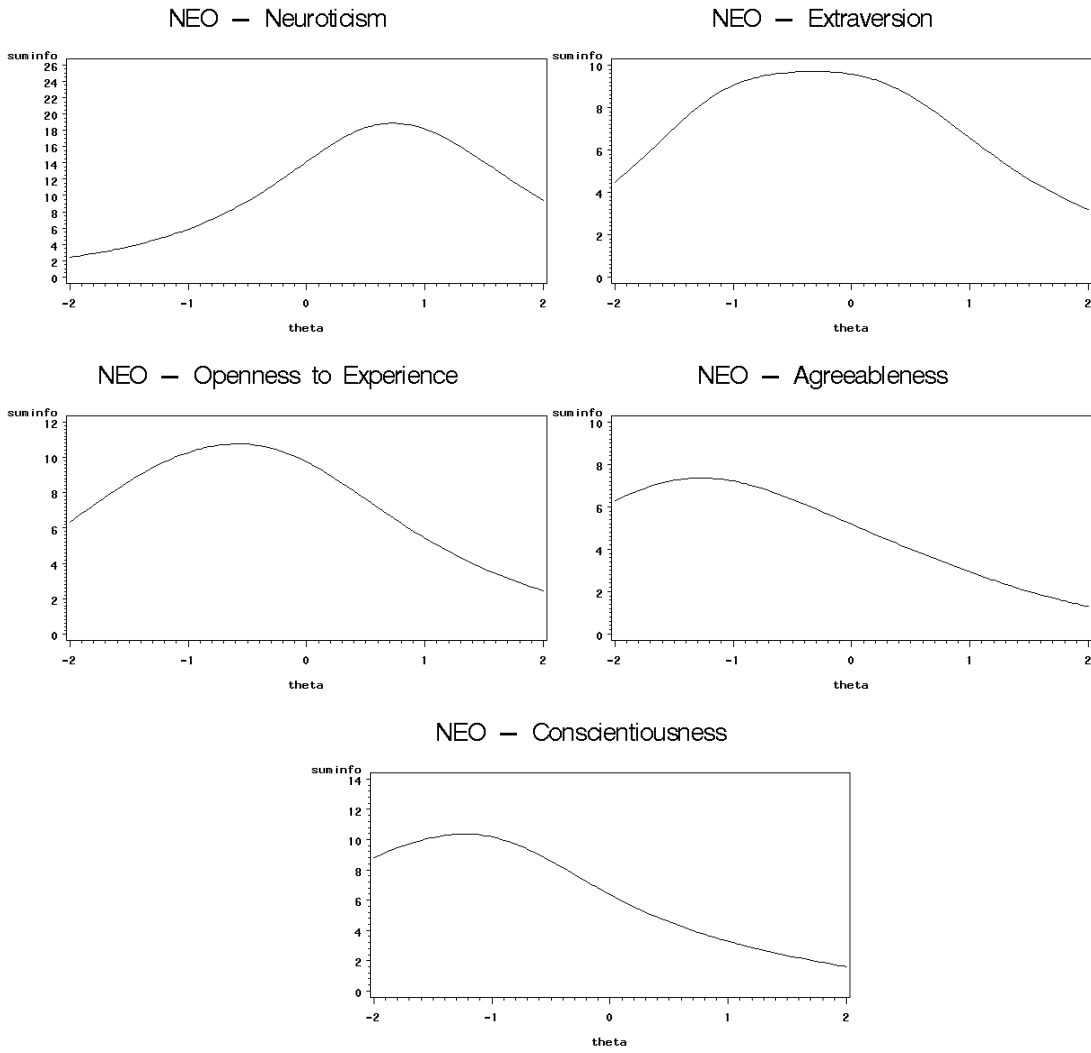 NEO – Neuroticism
suminfo
26
24
22
20
18
16
14
12
10
8
6
4
2
0
-2 -1 0 1 2
theta
NEO – Extraversion
suminfo
10
8
6
4
2
0
-2 -1 0 1 2
theta
NEO – Openness to Experience
suminfo
12
10
8
6
4
2
0
-2 -1 0 1 2
theta
NEO – Agreeableness
suminfo
10
8
6
4
2
0
-2 -1 0 1 2
theta
NEO – Conscientiousness
suminfo
14
12
10
8
6
4
2
0
-2 -1 0 1 2
theta